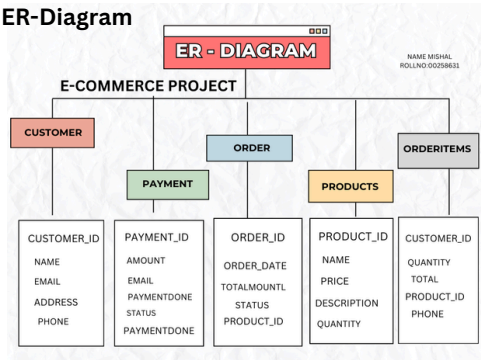 ER-Diagram
ER - DIAGRAM
NAME MISHAL
ROLLNO:00258631
E-COMMERCE PROJECT
CUSTOMER
PAYMENT
ORDER
PRODUCTS
ORDERITEMS
CUSTOMER_ID
NAME
EMAIL
ADDRESS
PHONE
PAYMENT_ID
AMOUNT
EMAIL
PAYMENTDONE
STATUS
PAYMENTDONE
ORDER_ID
ORDER_DATE
TOTALMOUNTL
STATUS
PRODUCT_ID
PRODUCT_ID
NAME
PRICE
DESCRIPTION
QUANTITY
CUSTOMER_ID
QUANTITY
TOTAL
PRODUCT_ID
PHONE